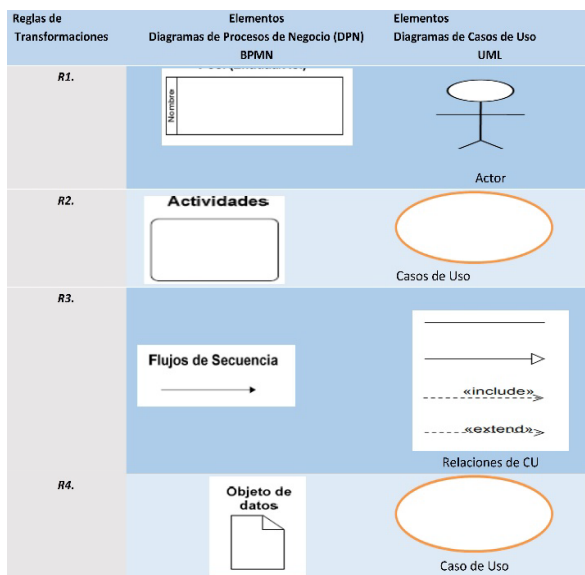 Reglas de
Transformaciones
Elementos
Diagramas de Procesos de Negocio (DPN)
BPMN
Elementos
Diagramas de Casos de Uso
UML
R1.
Nombre
Actor
R2.
Actividades
Casos de Uso
R3.
Flujos de Secuencia
«include»
«extend»
Relaciones de CU
R4.
Objeto de
datos
Caso de Uso